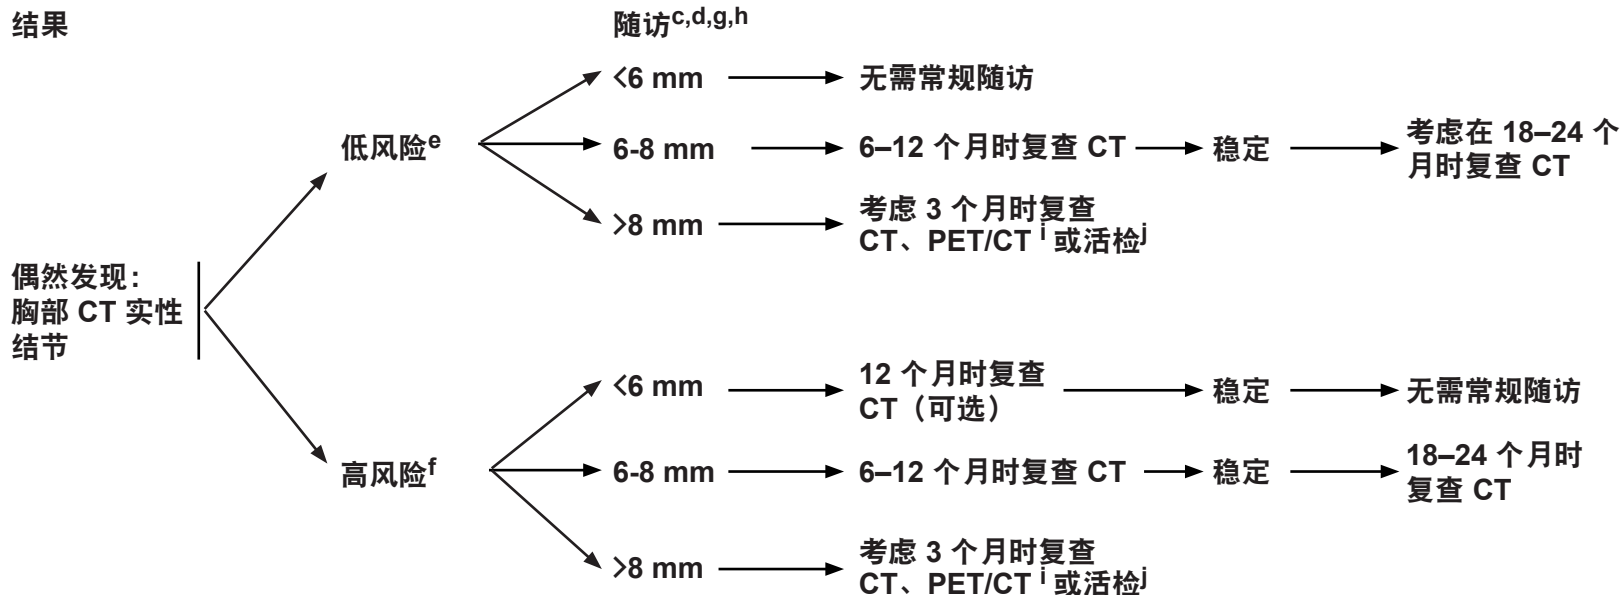 结果
随访c,d,g,h
<6 mm
无需常规随访
低风险e
6-8 mm
6–12 个月时复查 CT
稳定
考虑在 18–24 个
月时复查 CT
>8 mm
考虑 3 个月时复查
CT、PET/CT i 或活检j
偶然发现：
胸部 CT 实性
结节
<6 mm
12 个月时复查
CT（可选）
稳定
无需常规随访
高风险f
6-8 mm
6–12 个月时复查 CT
稳定
18–24 个月时
复查 CT
>8 mm
考虑 3 个月时复查
CT、PET/CT i 或活检j